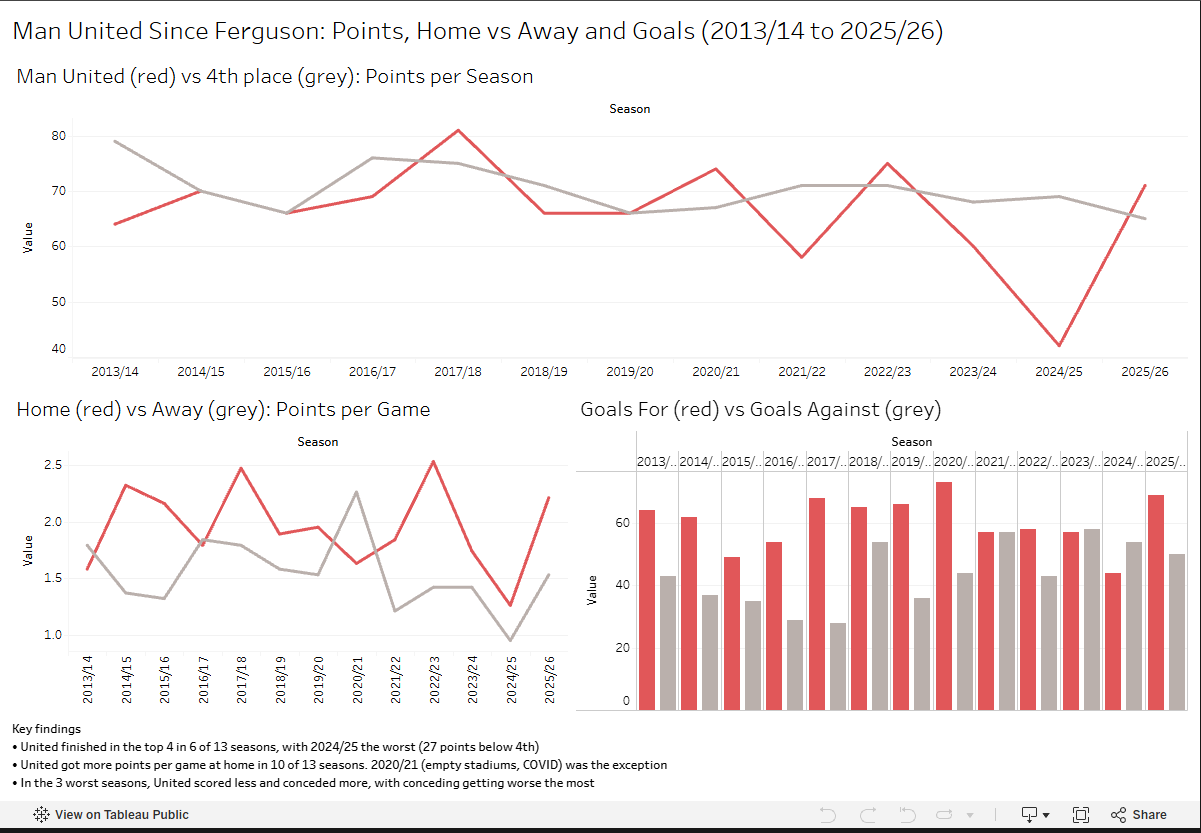 Man United Since Ferguson: Points, Home vs Away and Goals (2013/14 to 2025/26)
Man United (red) vs 4th place (grey): Points per Season
Season
80
70
60
50
40
Value
2013/14 2014/15 2015/16 2016/17 2017/18 2018/19 2019/20 2020/21 2021/22 2022/23 2023/24 2024/25 2025/26
Home (red) vs Away (grey): Points per Game
Season
2.5
2.0
1.5
1.0
Value
2013/14 2014/15 2015/16 2016/17 2017/18 2018/19 2019/20 2020/21 2021/22 2022/23 2023/24 2024/25 2025/26
Goals For (red) vs Goals Against (grey)
Season
2013/.. 2014/.. 2015/.. 2016/.. 2017/.. 2018/.. 2019/.. 2020/.. 2021/.. 2022/.. 2023/.. 2024/.. 2025/..
60
40
20
0
Value
Key findings
• United finished in the top 4 in 6 of 13 seasons, with 2024/25 the worst (27 points below 4th)
• United got more points per game at home in 10 of 13 seasons. 2020/21 (empty stadiums, COVID) was the exception
• In the 3 worst seasons, United scored less and conceded more, with conceding getting worse the most
View on Tableau Public
Share